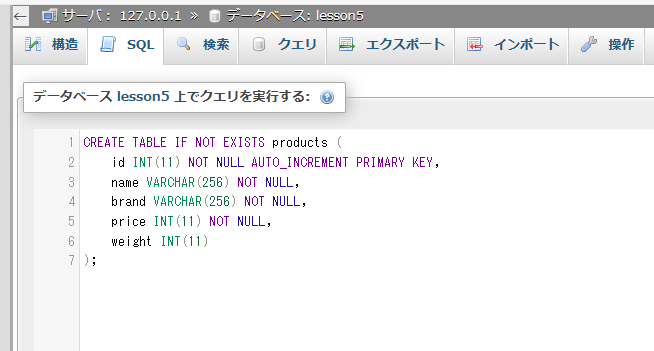 ← サーバ: 127.0.0.1 » データベース: lesson5
構造 SQL 検索 クエリ エクスポート インポート 操作
データベース lesson5 上でクエリを実行する:
1 CREATE TABLE IF NOT EXISTS products (
2 id INT(11) NOT NULL AUTO_INCREMENT PRIMARY KEY,
3 name VARCHAR(256) NOT NULL,
4 brand VARCHAR(256) NOT NULL,
5 price INT(11) NOT NULL,
6 weight INT(11)
7 );